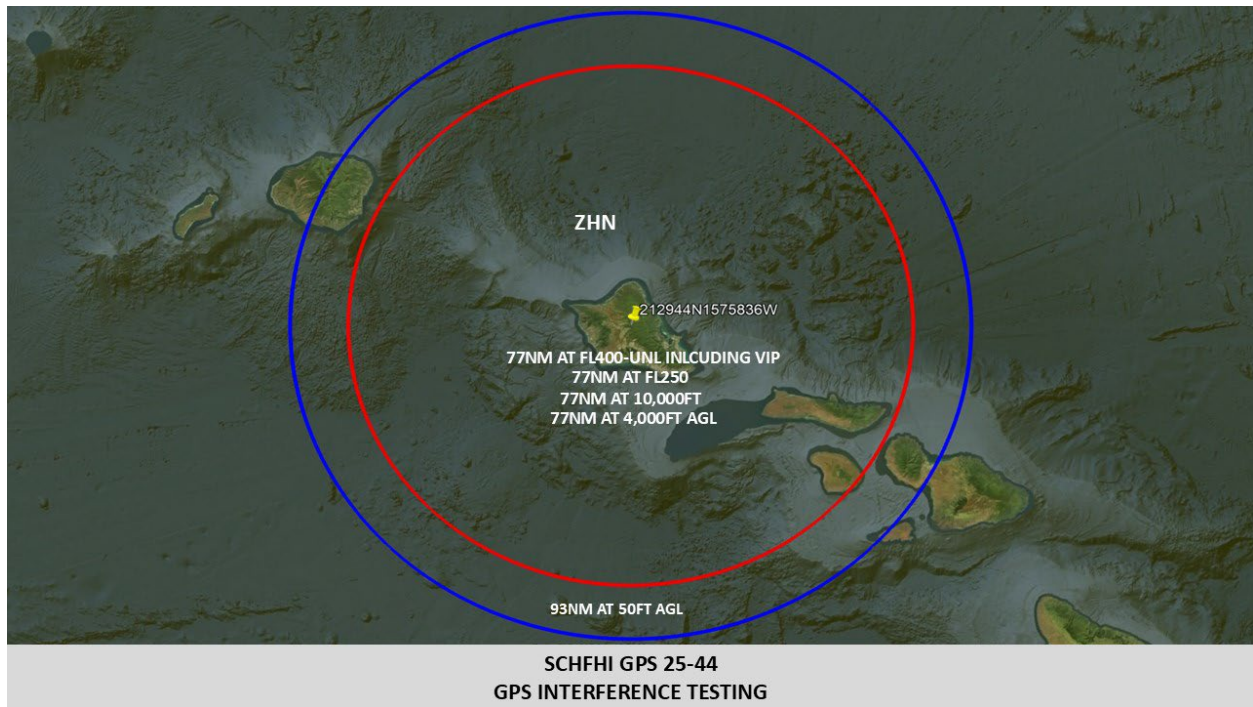 ZHN
212944N1575836W
77NM AT FL400-UNL INLCUDING VIP
77NM AT FL250
77NM AT 10,000FT
77NM AT 4,000FT AGL
93NM AT 50FT AGL
SCHFHI GPS 25-44
GPS INTERFERENCE TESTING